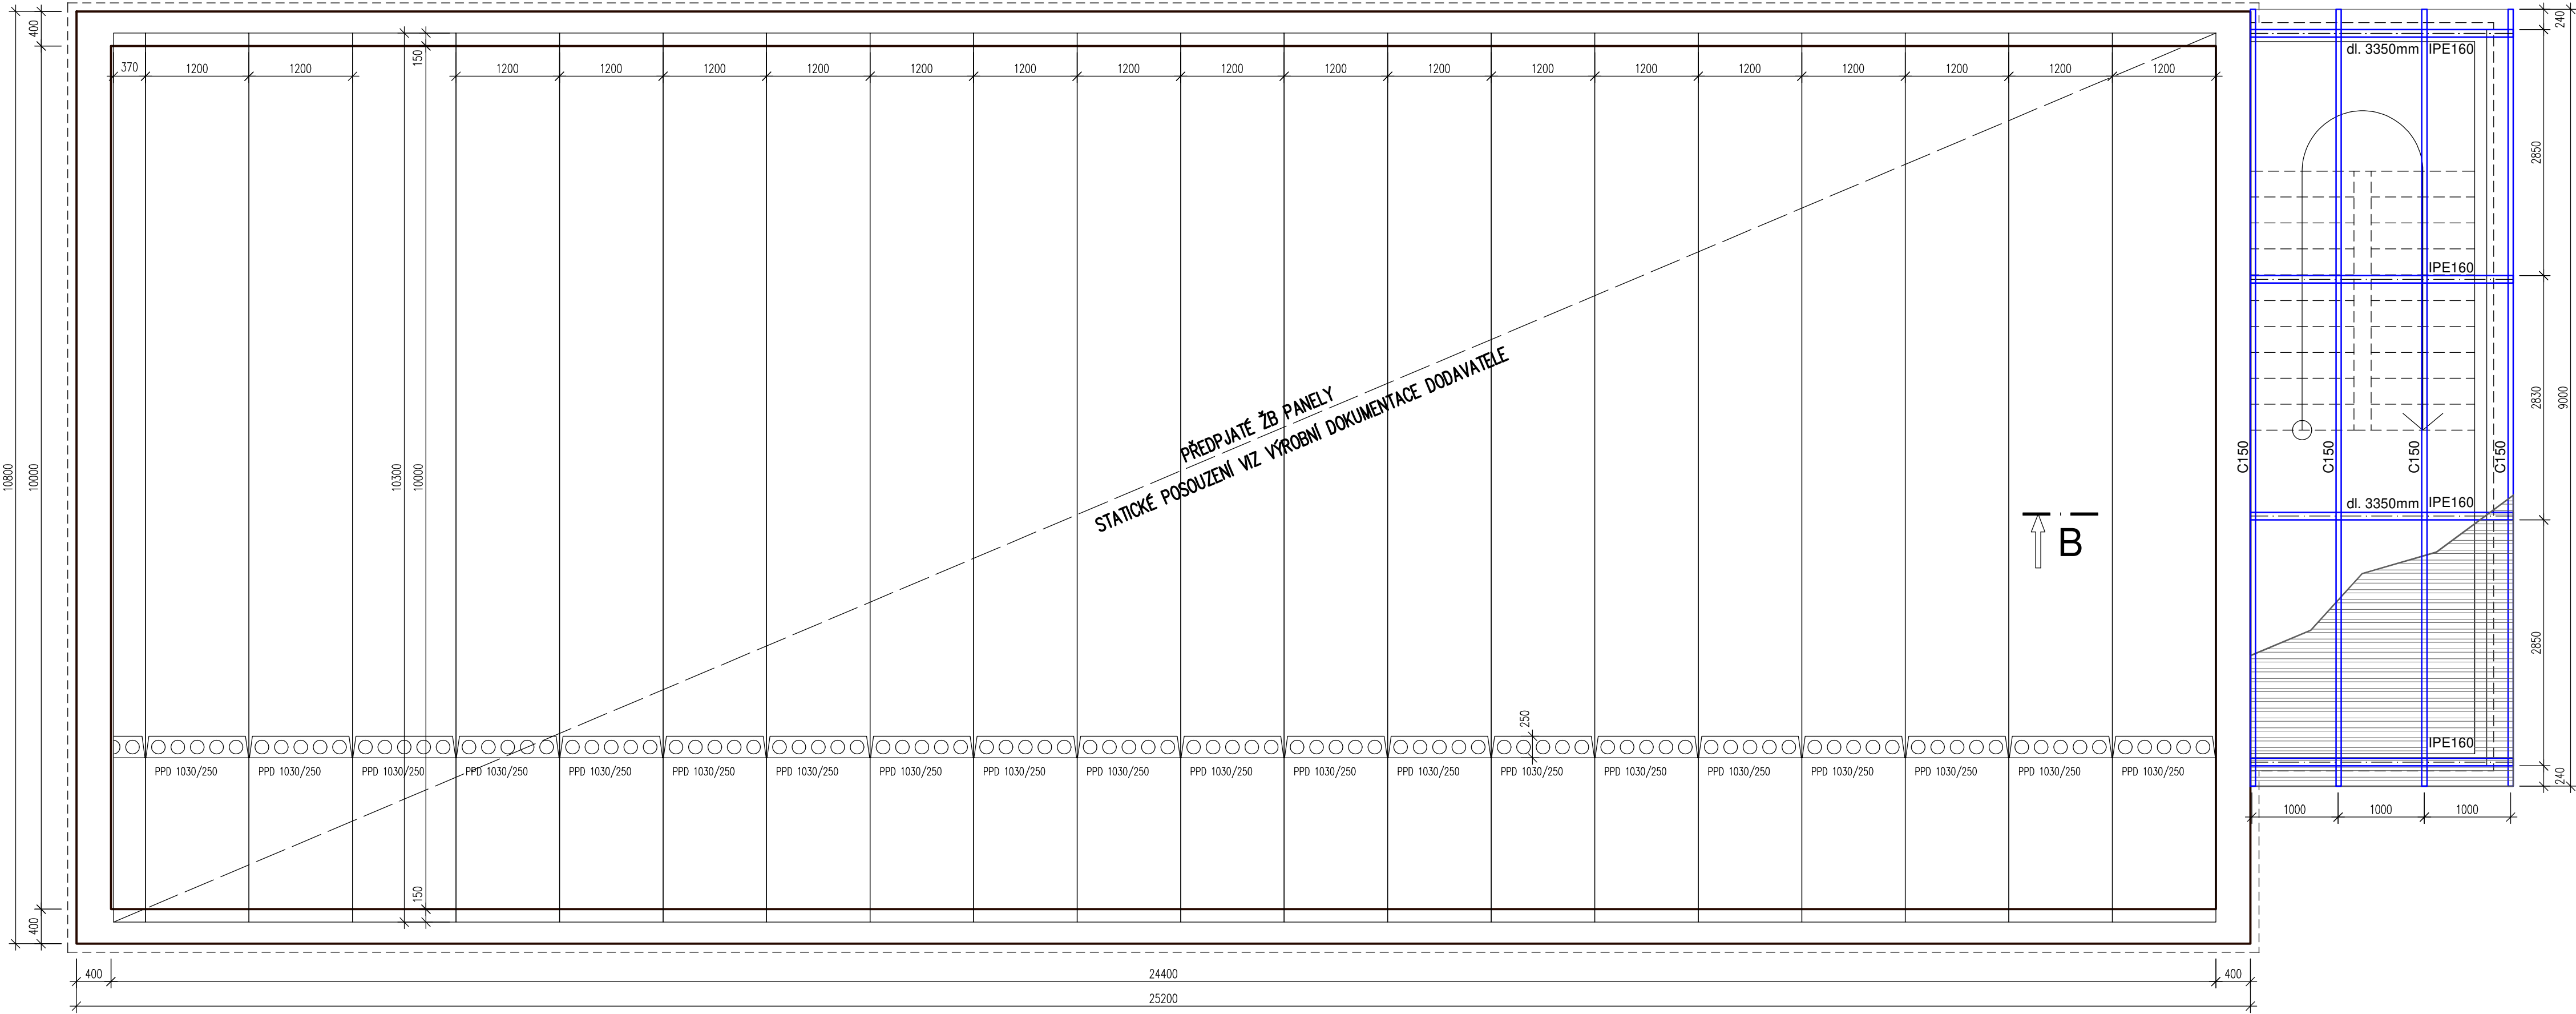 400
150
240
dl. 3350mm IPE160
370 1200 1200 1200 1200 1200 1200 1200 1200 1200 1200 1200 1200 1200 1200 1200 1200 1200 1200 1200
2850
IPE160
PŘEDPJATÉ ŽB PANELY
STATICKÉ POSOUZENÍ VIZ VÝROBNÍ DOKUMENTACE DODAVATELE
10800
10000
10300
10000
C150
C150
C150
C150
2830
9000
dl. 3350mm IPE160
B
2850
250
IPE160
PPD 1030/250 PPD 1030/250 PPD 1030/250 PPD 1030/250 PPD 1030/250 PPD 1030/250 PPD 1030/250 PPD 1030/250 PPD 1030/250 PPD 1030/250 PPD 1030/250 PPD 1030/250 PPD 1030/250 PPD 1030/250 PPD 1030/250 PPD 1030/250 PPD 1030/250 PPD 1030/250 PPD 1030/250 PPD 1030/250
240
1000 1000 1000
150
400
400 24400 400
25200